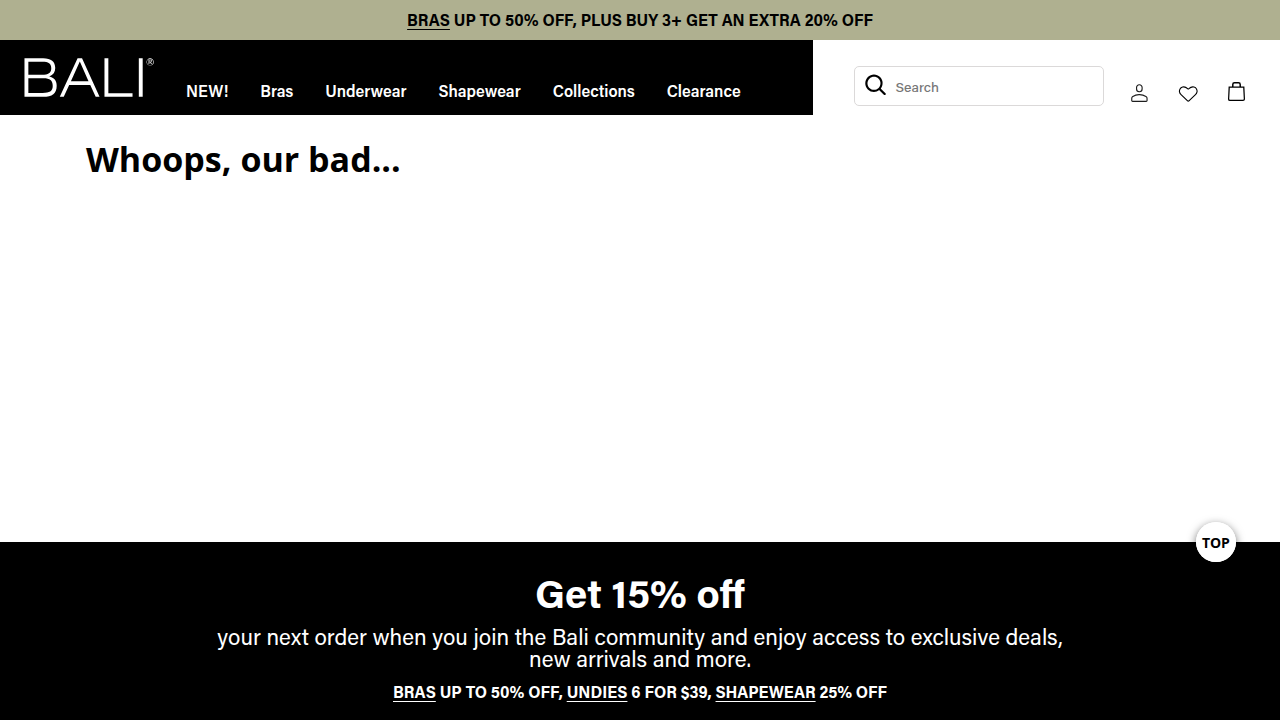 BRAS UP TO 50% OFF, PLUS BUY 3+ GET AN EXTRA 20% OFF
BALI®
NEW! Bras Underwear Shapewear Collections Clearance
Search
Whoops, our bad...
TOP
Get 15% off
your next order when you join the Bali community and enjoy access to exclusive deals,
new arrivals and more.
BRAS UP TO 50% OFF, UNDIES 6 FOR $39, SHAPEWEAR 25% OFF